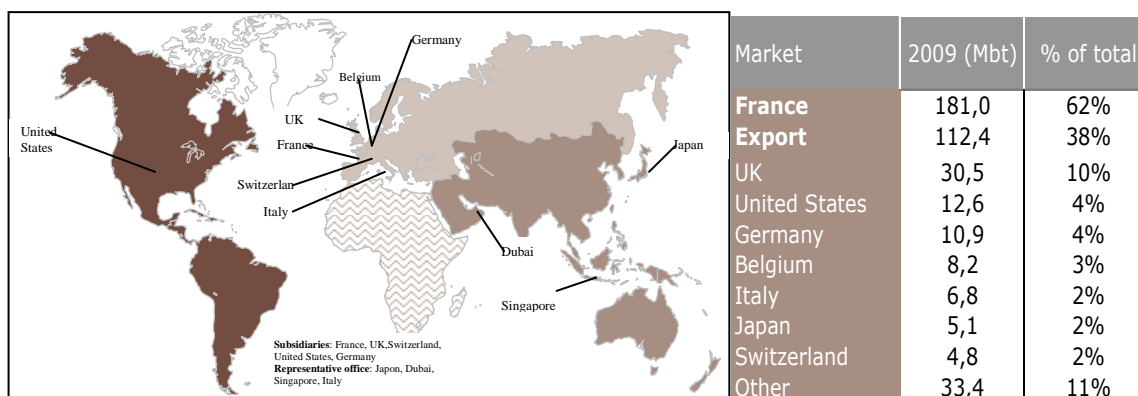 Germany
Belgium
UK
United
States
France
Japan
Switzerlan
Italy
Dubai
Singapore
Subsidiaries: France, UK,Switzerland,
United States, Germany
Representative office: Japon, Dubai,
Singapore, Italy
Market 2009 (Mbt) % of total
France 181,0 62%
Export 112,4 38%
UK 30,5 10%
United States 12,6 4%
Germany 10,9 4%
Belgium 8,2 3%
Italy 6,8 2%
Japan 5,1 2%
Switzerland 4,8 2%
Other 33,4 11%